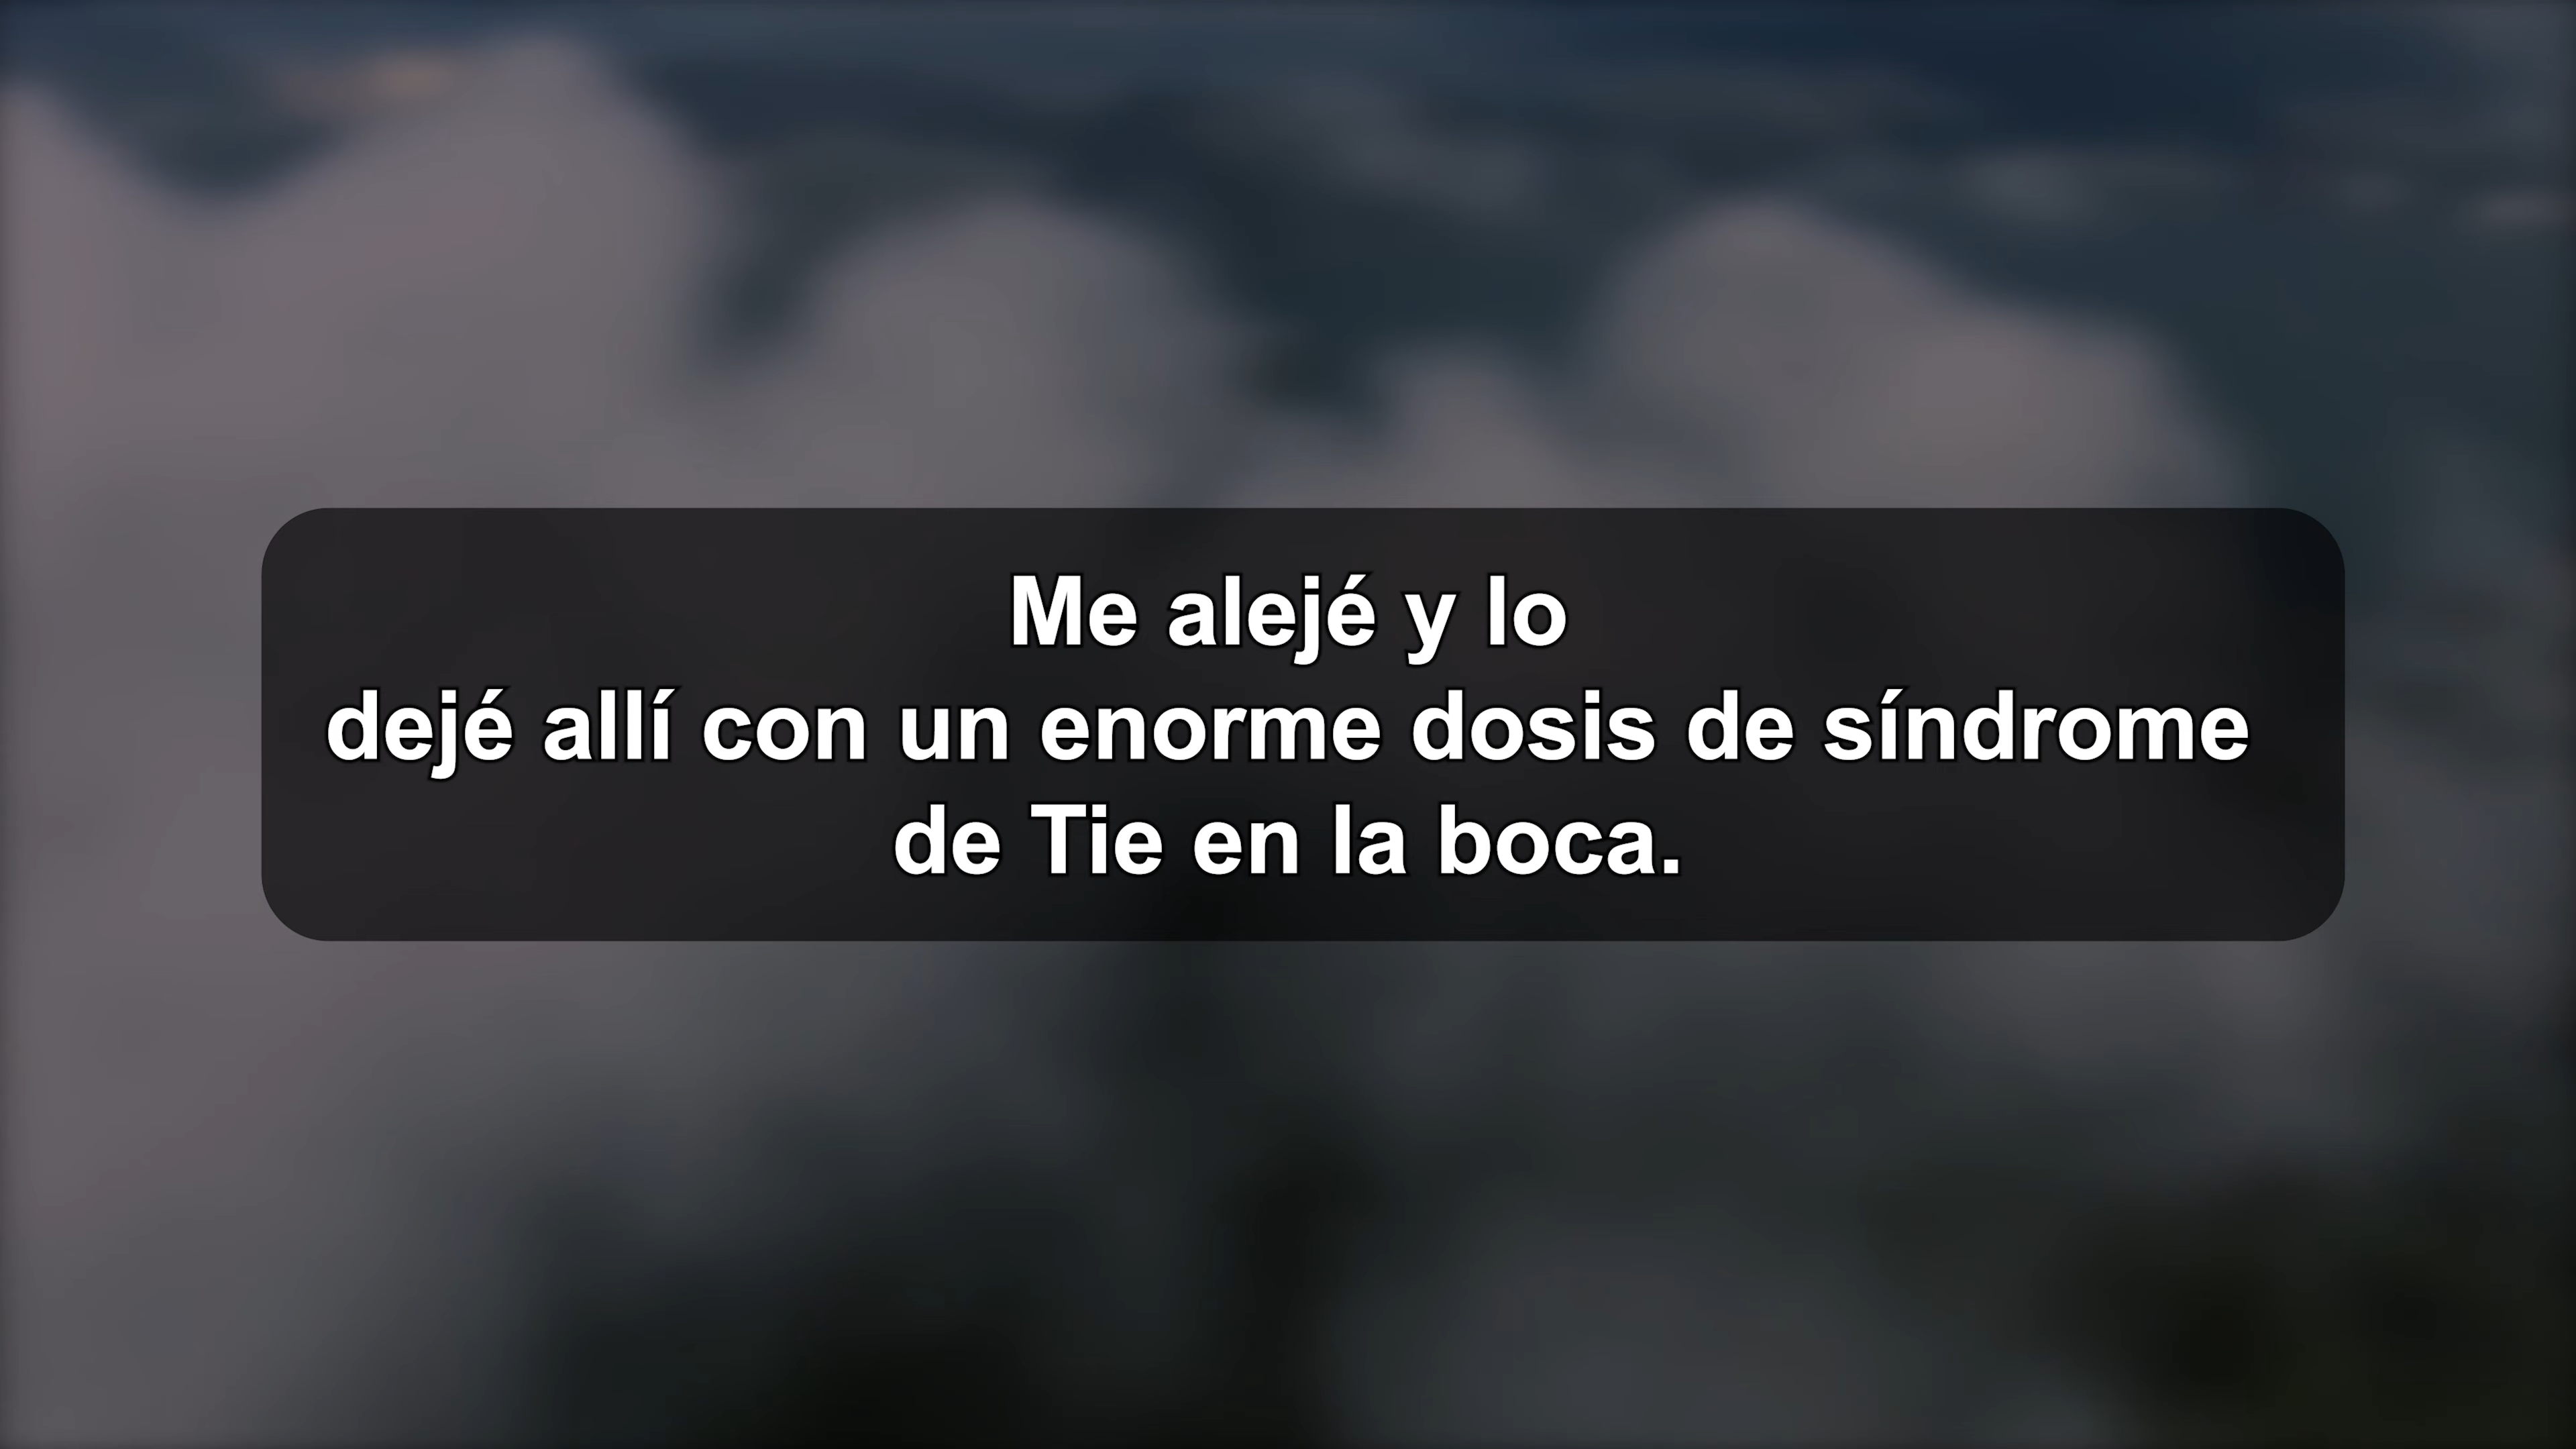 Me alejé y lo
dejé allí con un enorme dosis de síndrome
de Tie en la boca.